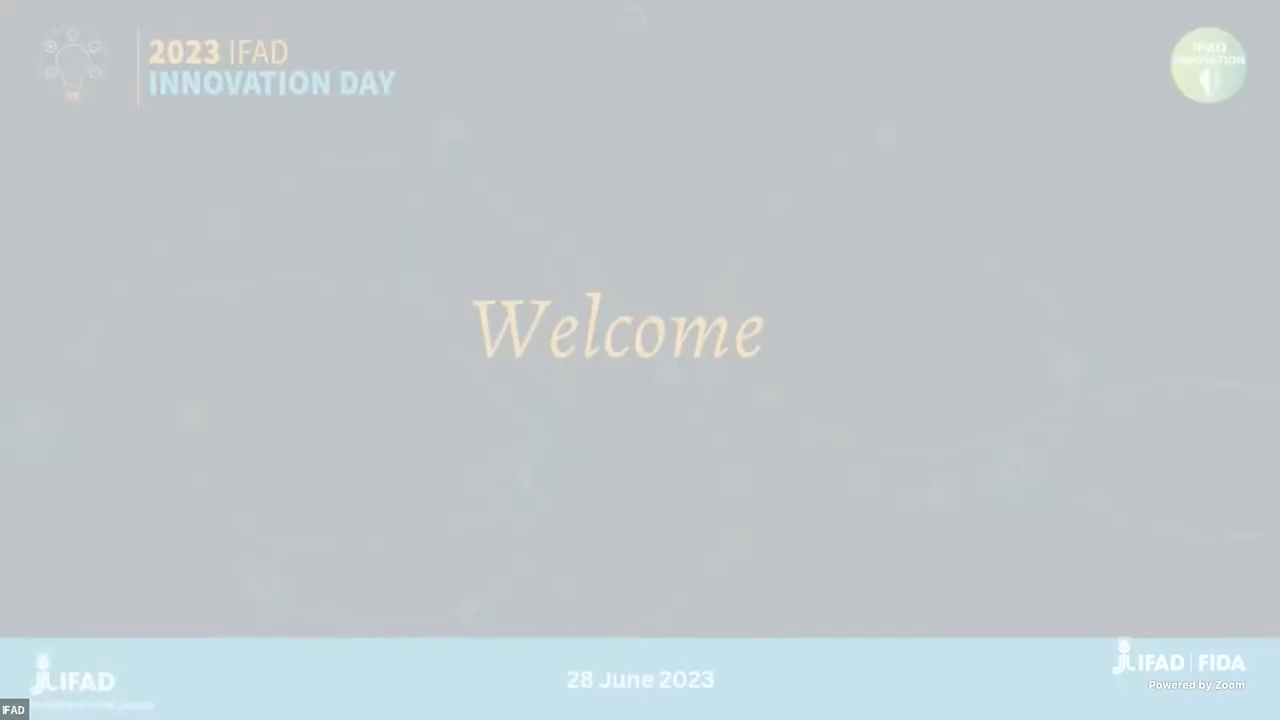 2023 IFAD
INNOVATION DAY
IFAD
INNOVATION
Welcome
IFAD
28 June 2023
IFAD | FIDA
Powered by Zoom
IFAD